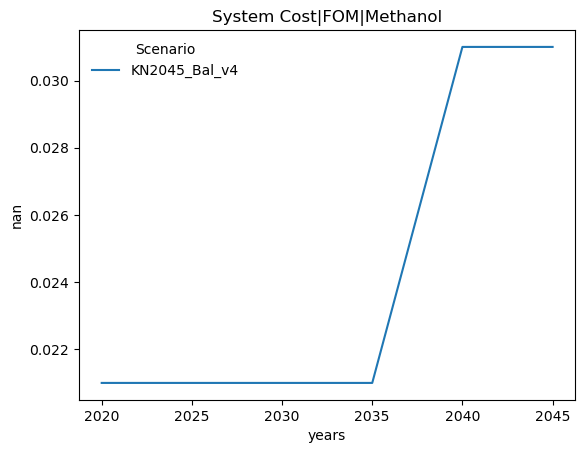 System Cost|FOM|Methanol
Scenario
KN2045_Bal_v4
0.030
0.028
0.026
0.024
0.022
nan
2020 2025 2030 2035 2040 2045
years